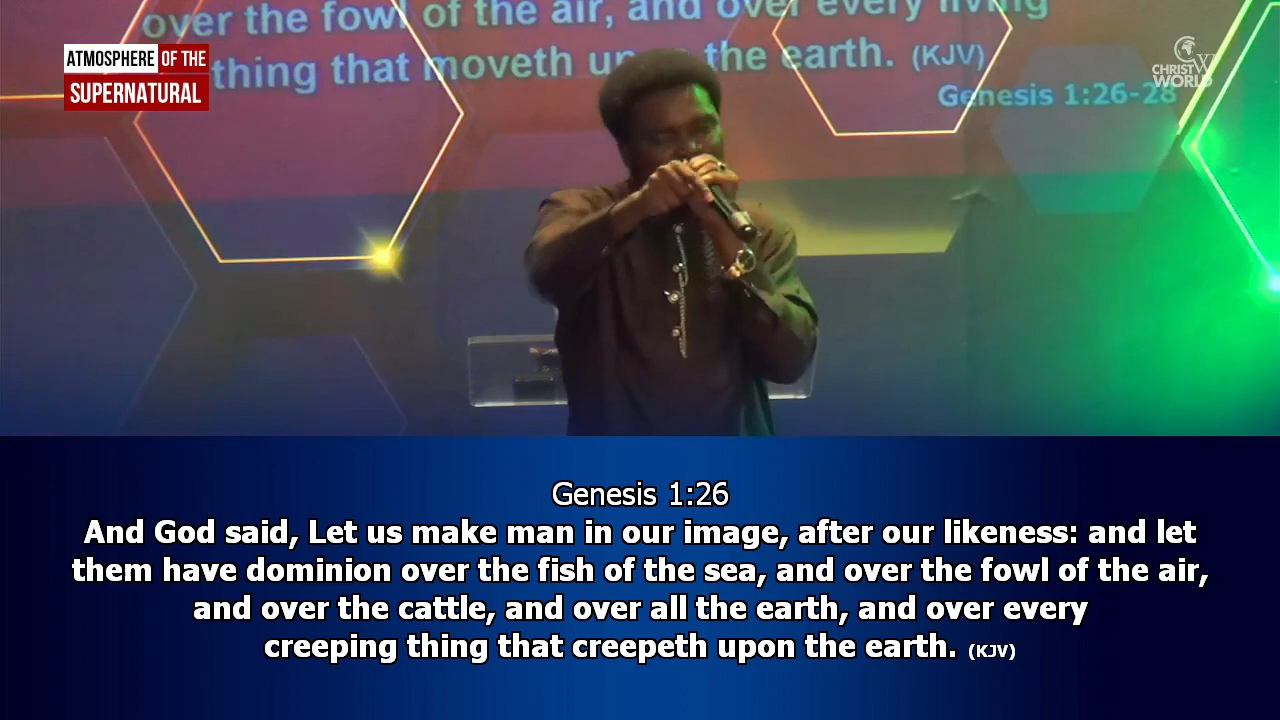 over the fowl of the air, and over every living
thing that moveth upon the earth. (KJV)
Genesis 1:26-28
ATMOSPHERE OF THE
SUPERNATURAL
CHRIST
WORLD
Genesis 1:26
And God said, Let us make man in our image, after our likeness: and let
them have dominion over the fish of the sea, and over the fowl of the air,
and over the cattle, and over all the earth, and over every
creeping thing that creepeth upon the earth. (KJV)